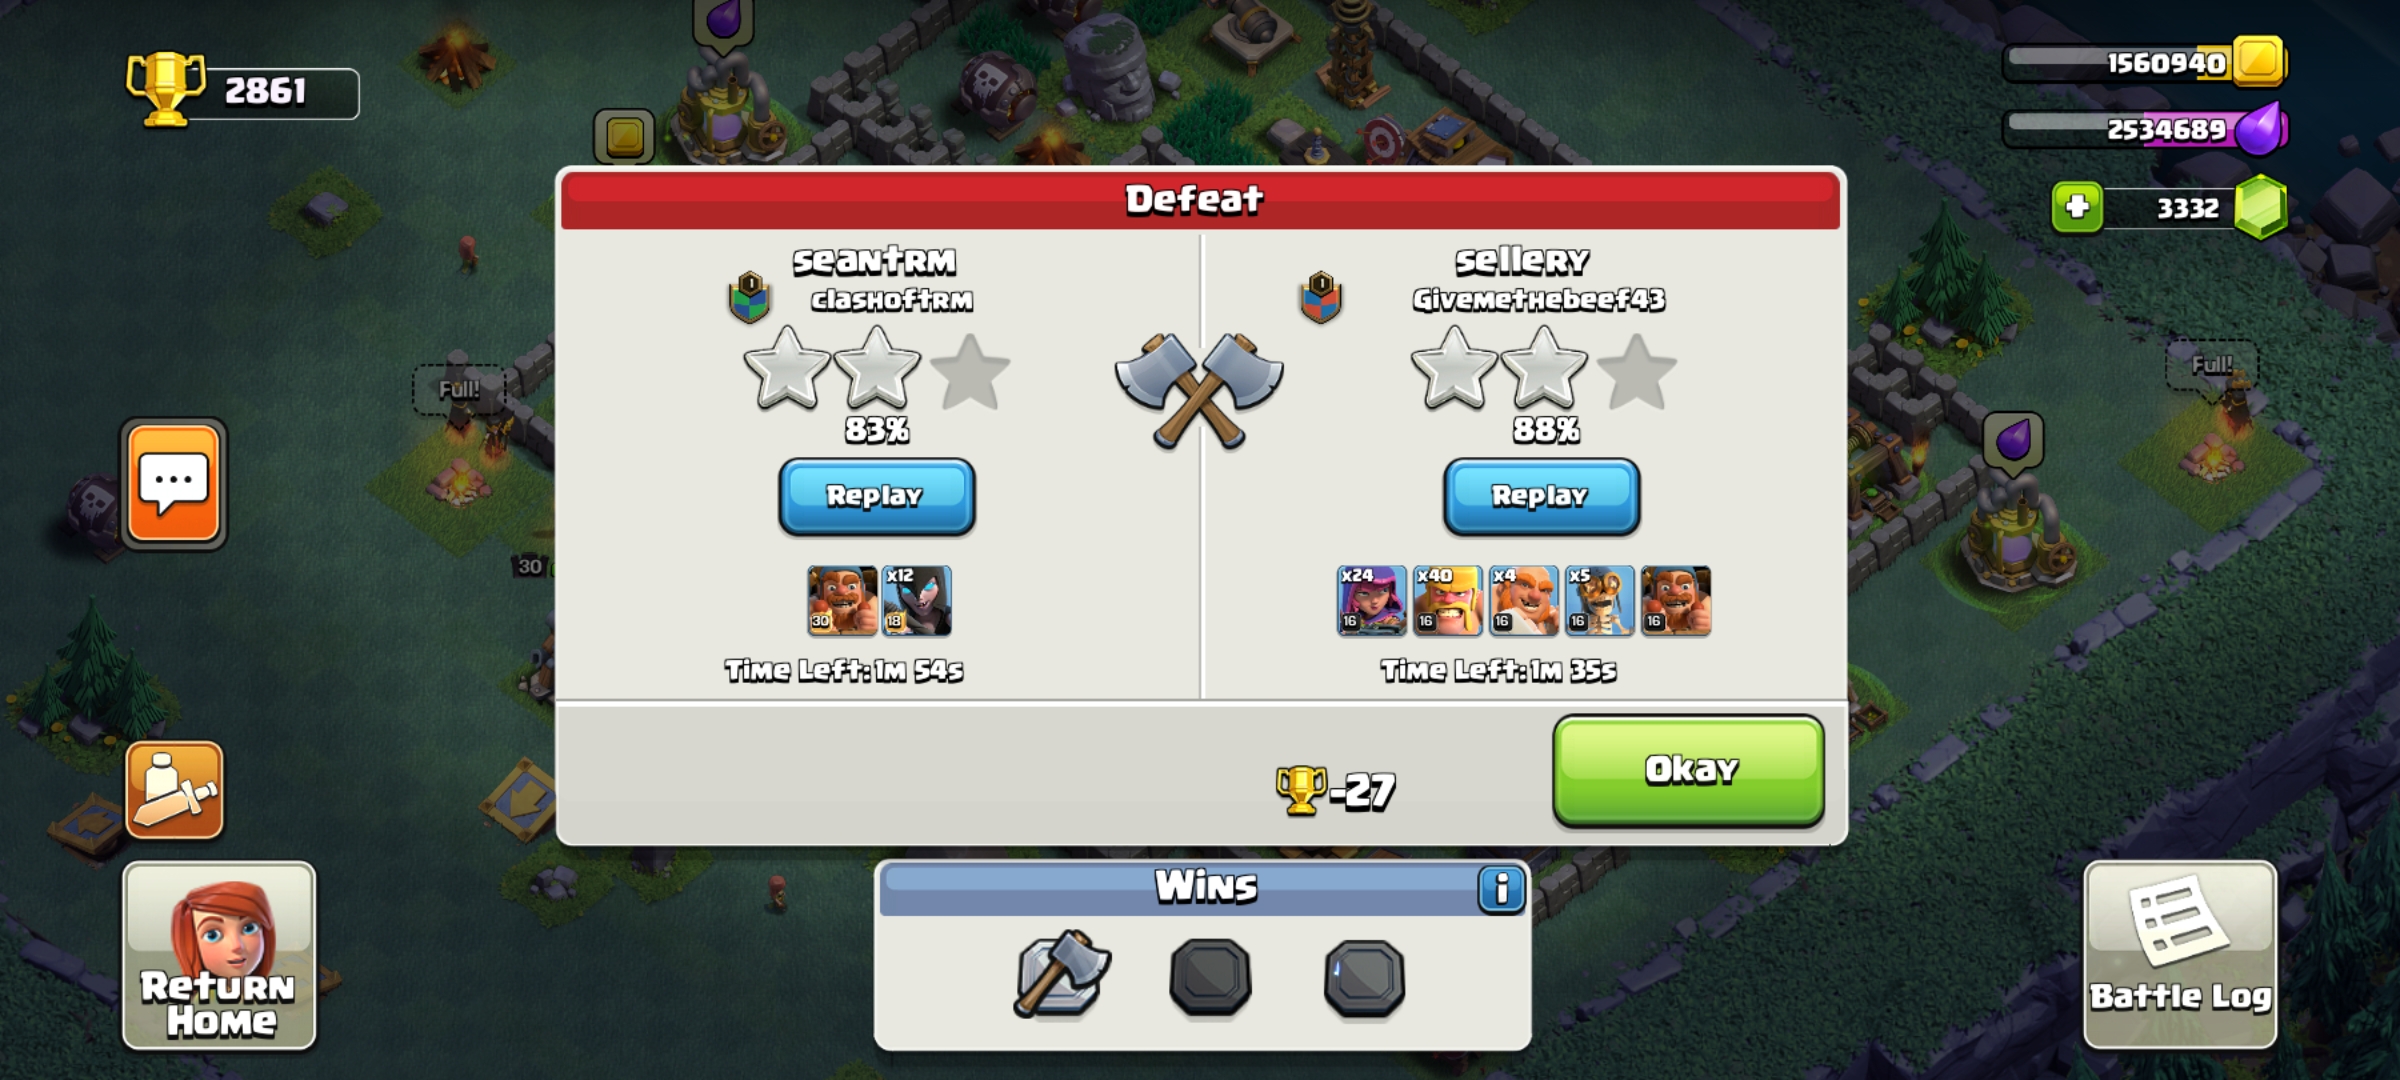 2861
1560940
2534689
3332
Defeat
seantrm
clashoftrm
1
83%
Replay
30
x12
18
Time Left:1m 54s
sellery
Givemethebeef43
1
88%
Replay
x24
16
x40
16
x4
16
x5
16
16
Time Left:1m 35s
Full!
Full!
30
-27
Okay
Wins
i
Return
Home
Battle Log